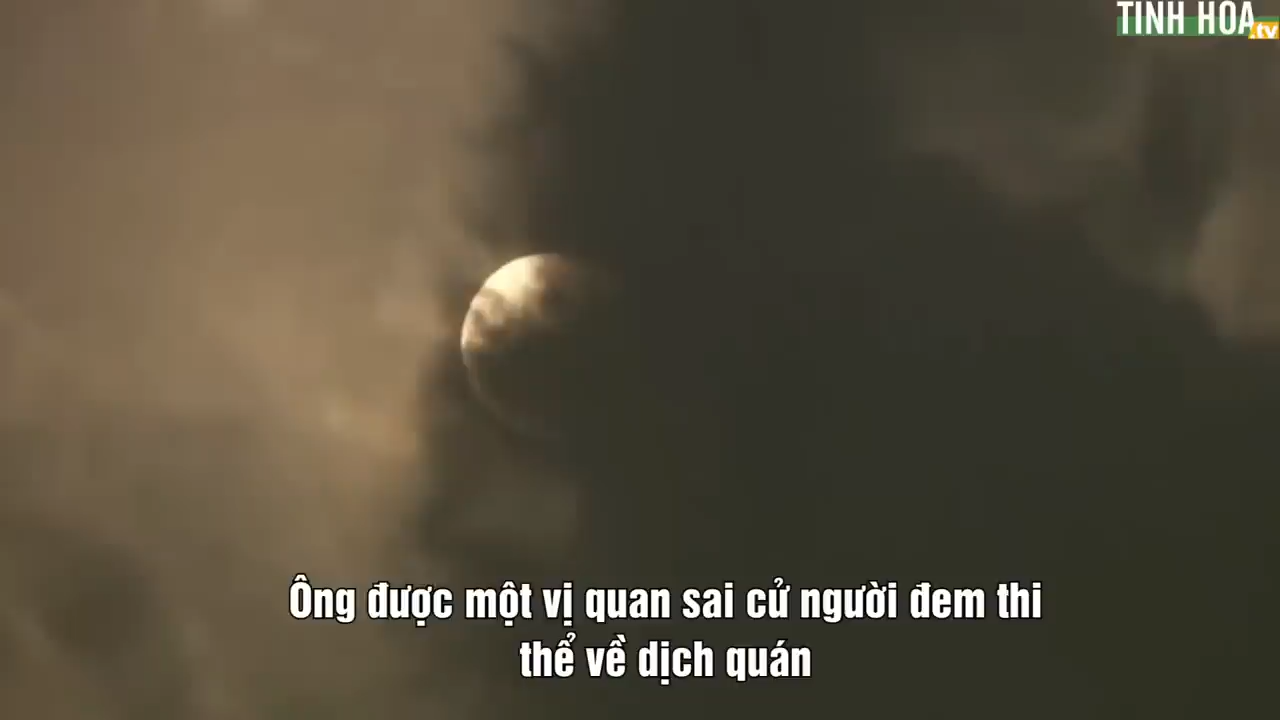 TINH HOA
.tv
Ông được một vị quan sai cử người đem thi
thể về dịch quán